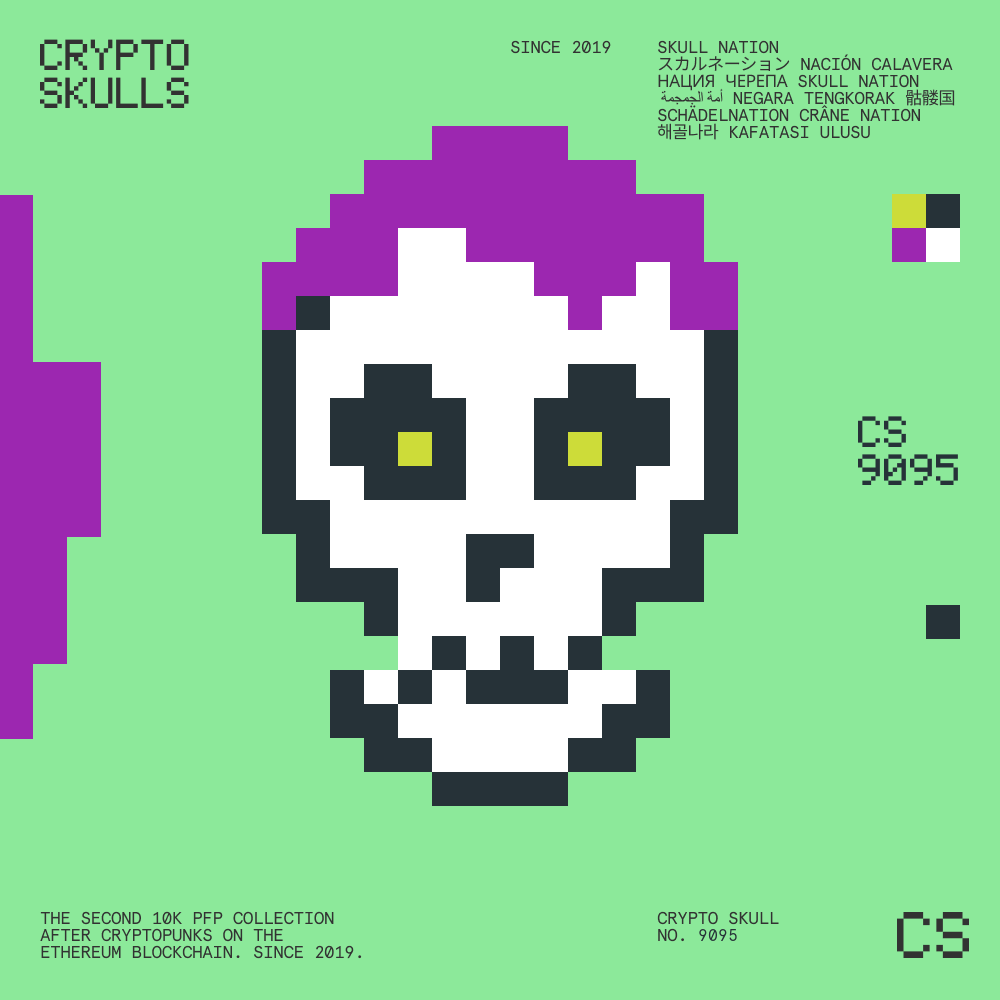 CRYPTO
SKULLS
SINCE 2019
SKULL NATION
スカルネーション NACIÓN CALAVERA
НАЦИЯ ЧЕРЕПА SKULL NATION
أمة الجمجمة NEGARA TENGKORAK 骷髅国
SCHÄDELNATION CRÂNE NATION
해골나라 KAFATASI ULUSU
CS
9095
THE SECOND 10K PFP COLLECTION
AFTER CRYPTOPUNKS ON THE
ETHEREUM BLOCKCHAIN. SINCE 2019.
CRYPTO SKULL
NO. 9095
CS